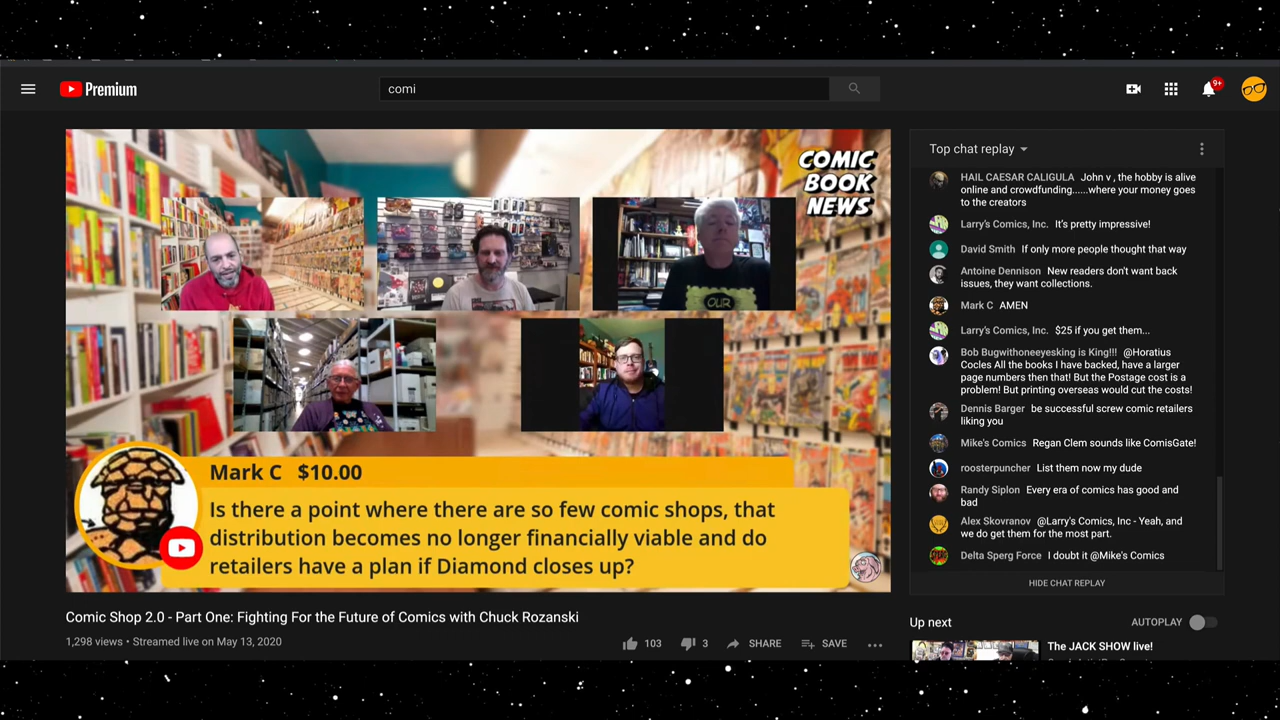 Premium
comi
9+
COMIC
BOOK
NEWS
OUR
Mark C $10.00
Is there a point where there are so few comic shops, that
distribution becomes no longer financially viable and do
retailers have a plan if Diamond closes up?
Comic Shop 2.0 - Part One: Fighting For the Future of Comics with Chuck Rozanski
1,298 views • Streamed live on May 13, 2020
103
3
SHARE
SAVE
Top chat replay
HAIL CAESAR CALIGULA John v , the hobby is alive
online and crowdfunding......where your money goes
to the creators
Larry's Comics, Inc. It's pretty impressive!
David Smith If only more people thought that way
Antoine Dennison New readers don't want back
issues, they want collections.
Mark C AMEN
Larry's Comics, Inc. $25 if you get them...
Bob Bugwithoneeyesking is King!!! @Horatius
Cocles All the books I have backed, have a larger
page numbers then that! But the Postage cost is a
problem! But printing overseas would cut the costs!
Dennis Barger be successful screw comic retailers
liking you
Mike's Comics Regan Clem sounds like ComisGate!
roosterpuncher List them now my dude
Randy Siplon Every era of comics has good and
bad
Alex Skovranov @Larry's Comics, Inc - Yeah, and
we do get them for the most part.
Delta Sperg Force I doubt it @Mike's Comics
HIDE CHAT REPLAY
Up next
AUTOPLAY
The JACK SHOW live!